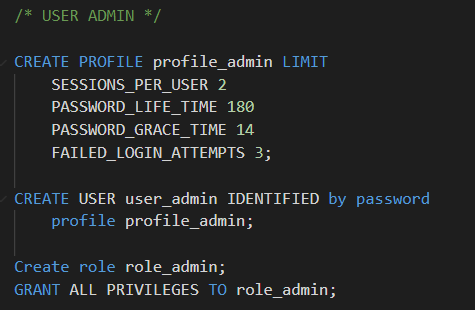 /* USER ADMIN */
CREATE PROFILE profile_admin LIMIT
SESSIONS_PER_USER 2
PASSWORD_LIFE_TIME 180
PASSWORD_GRACE_TIME 14
FAILED_LOGIN_ATTEMPTS 3;
CREATE USER user_admin IDENTIFIED by password
profile profile_admin;
Create role role_admin;
GRANT ALL PRIVILEGES TO role_admin;